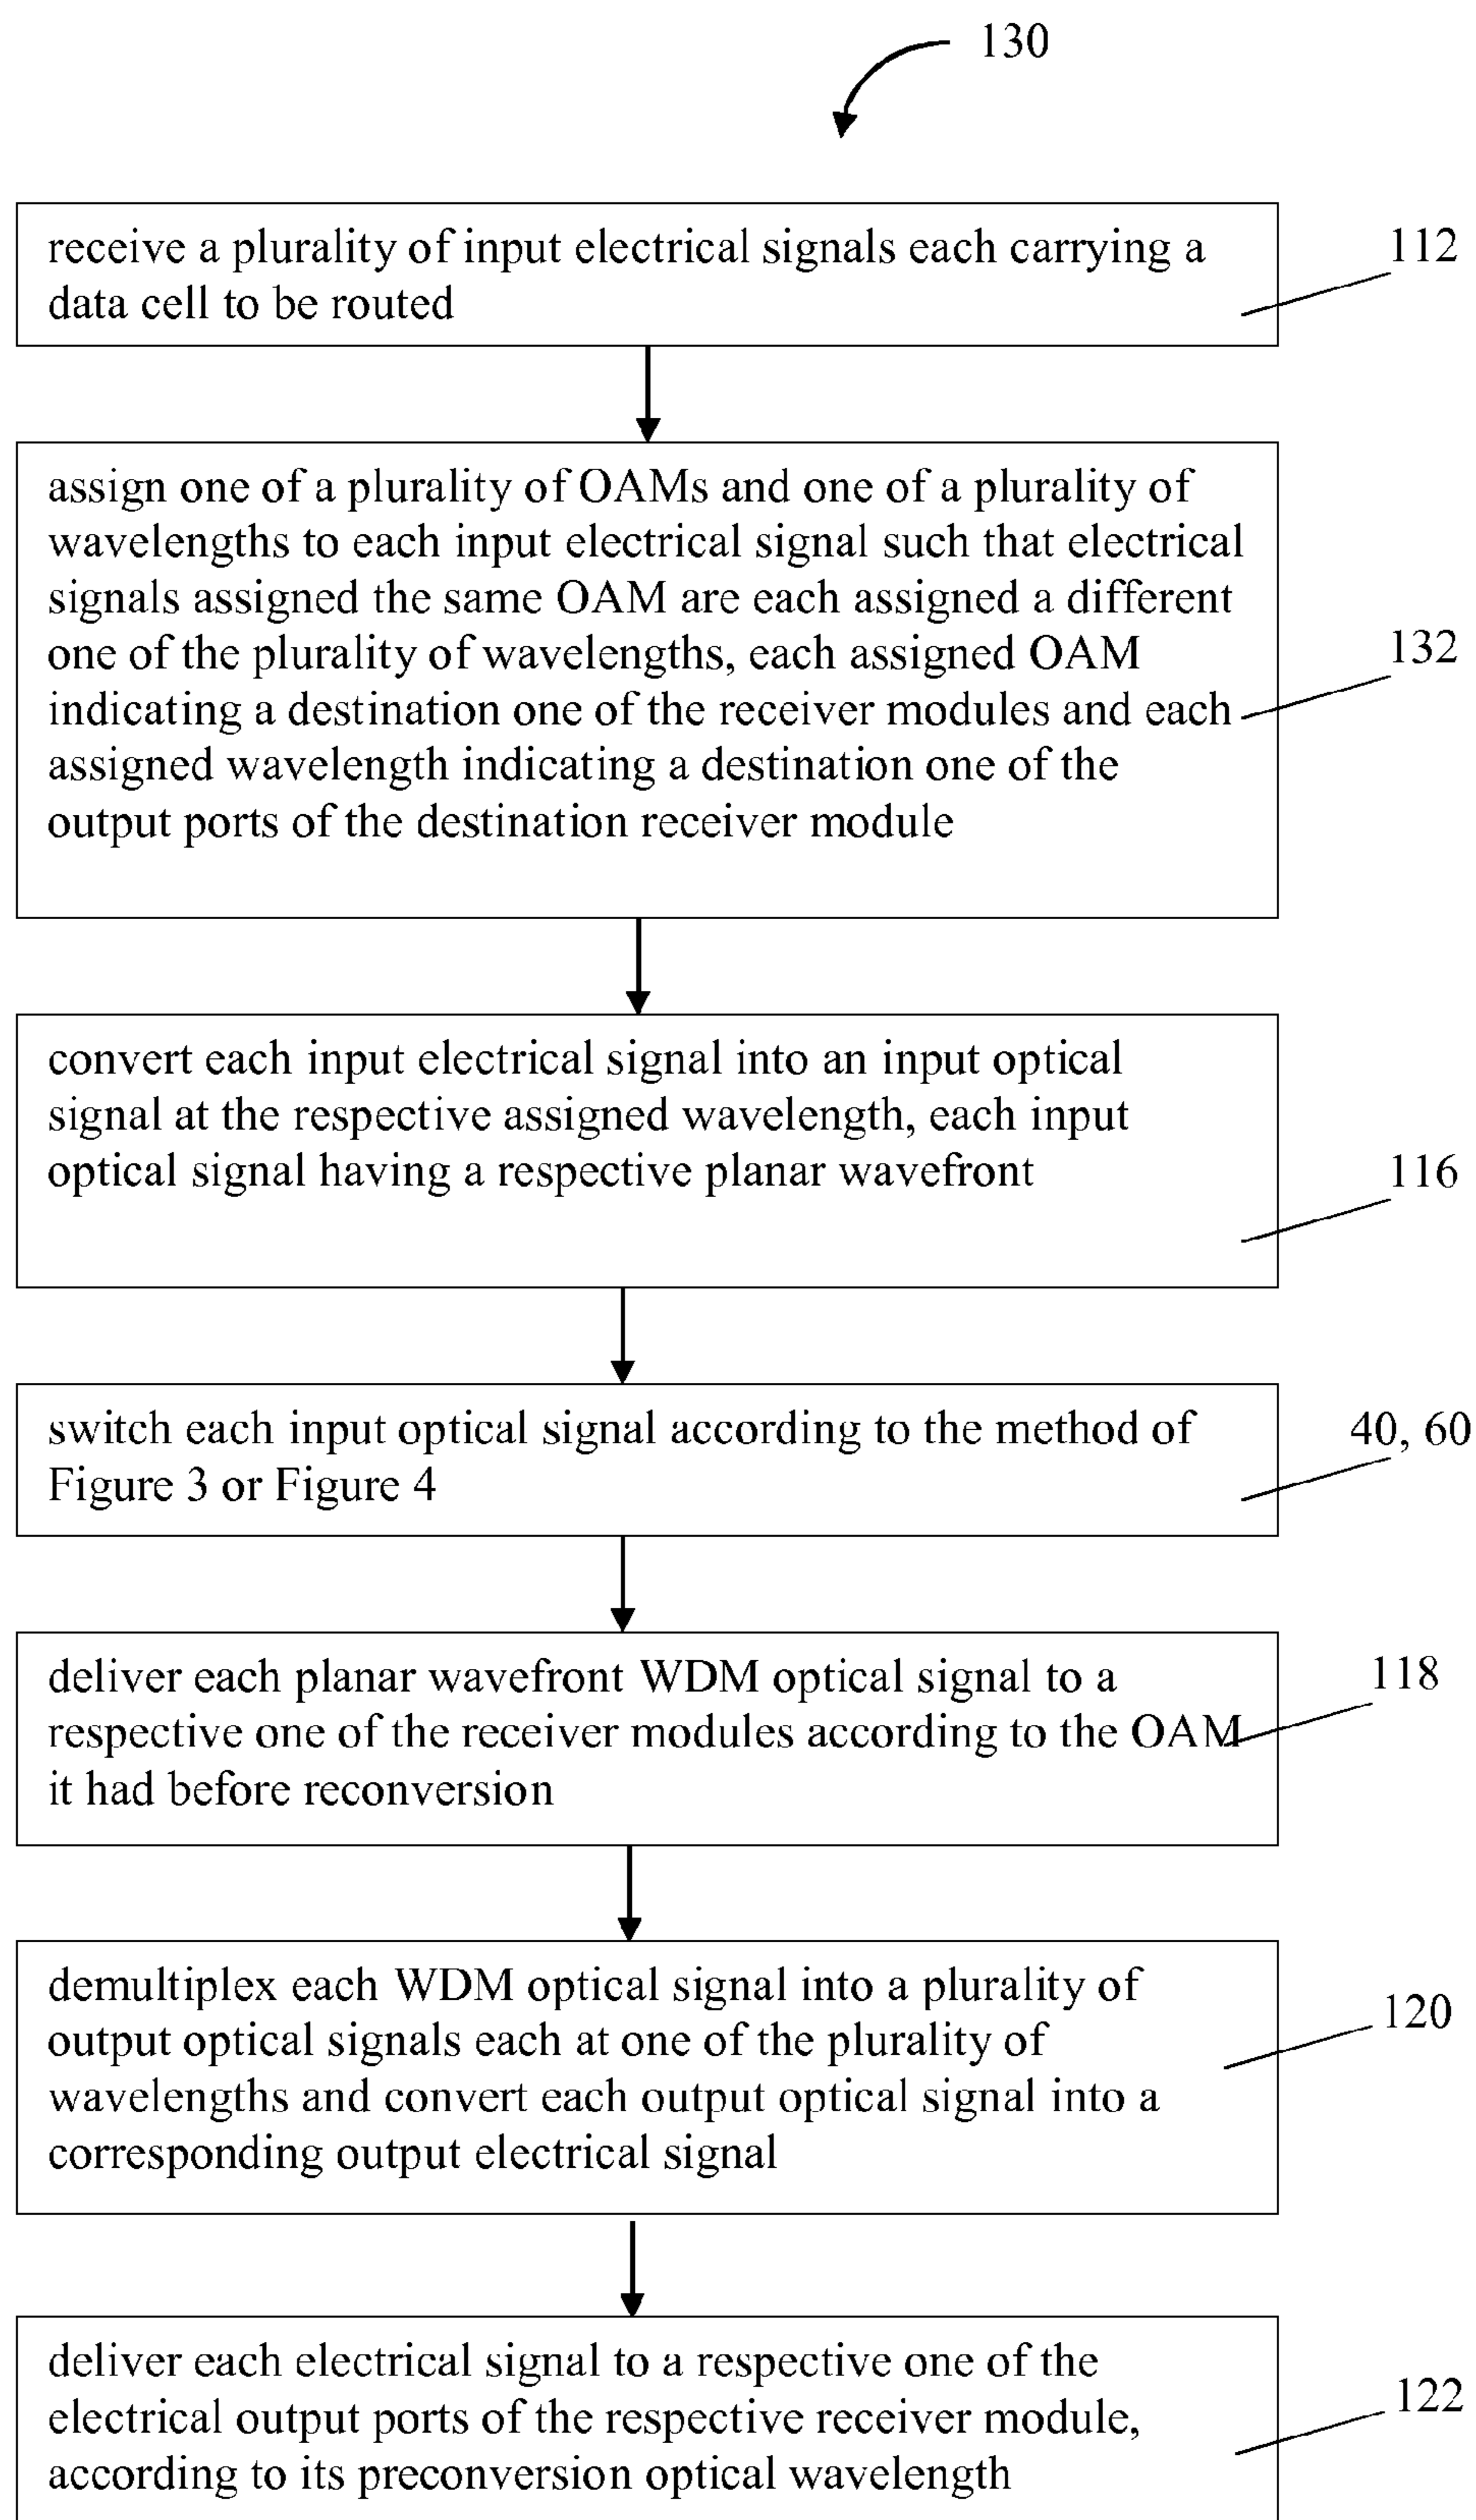 130
receive a plurality of input electrical signals each carrying a
data cell to be routed
112
assign one of a plurality of OAMs and one of a plurality of
wavelengths to each input electrical signal such that electrical
signals assigned the same OAM are each assigned a different
one of the plurality of wavelengths, each assigned OAM
indicating a destination one of the receiver modules and each
assigned wavelength indicating a destination one of the
output ports of the destination receiver module
132
convert each input electrical signal into an input optical
signal at the respective assigned wavelength, each input
optical signal having a respective planar wavefront
116
switch each input optical signal according to the method of
Figure 3 or Figure 4
40, 60
deliver each planar wavefront WDM optical signal to a
respective one of the receiver modules according to the OAM
it had before reconversion
118
demultiplex each WDM optical signal into a plurality of
output optical signals each at one of the plurality of
wavelengths and convert each output optical signal into a
corresponding output electrical signal
120
deliver each electrical signal to a respective one of the
electrical output ports of the respective receiver module,
according to its preconversion optical wavelength
122